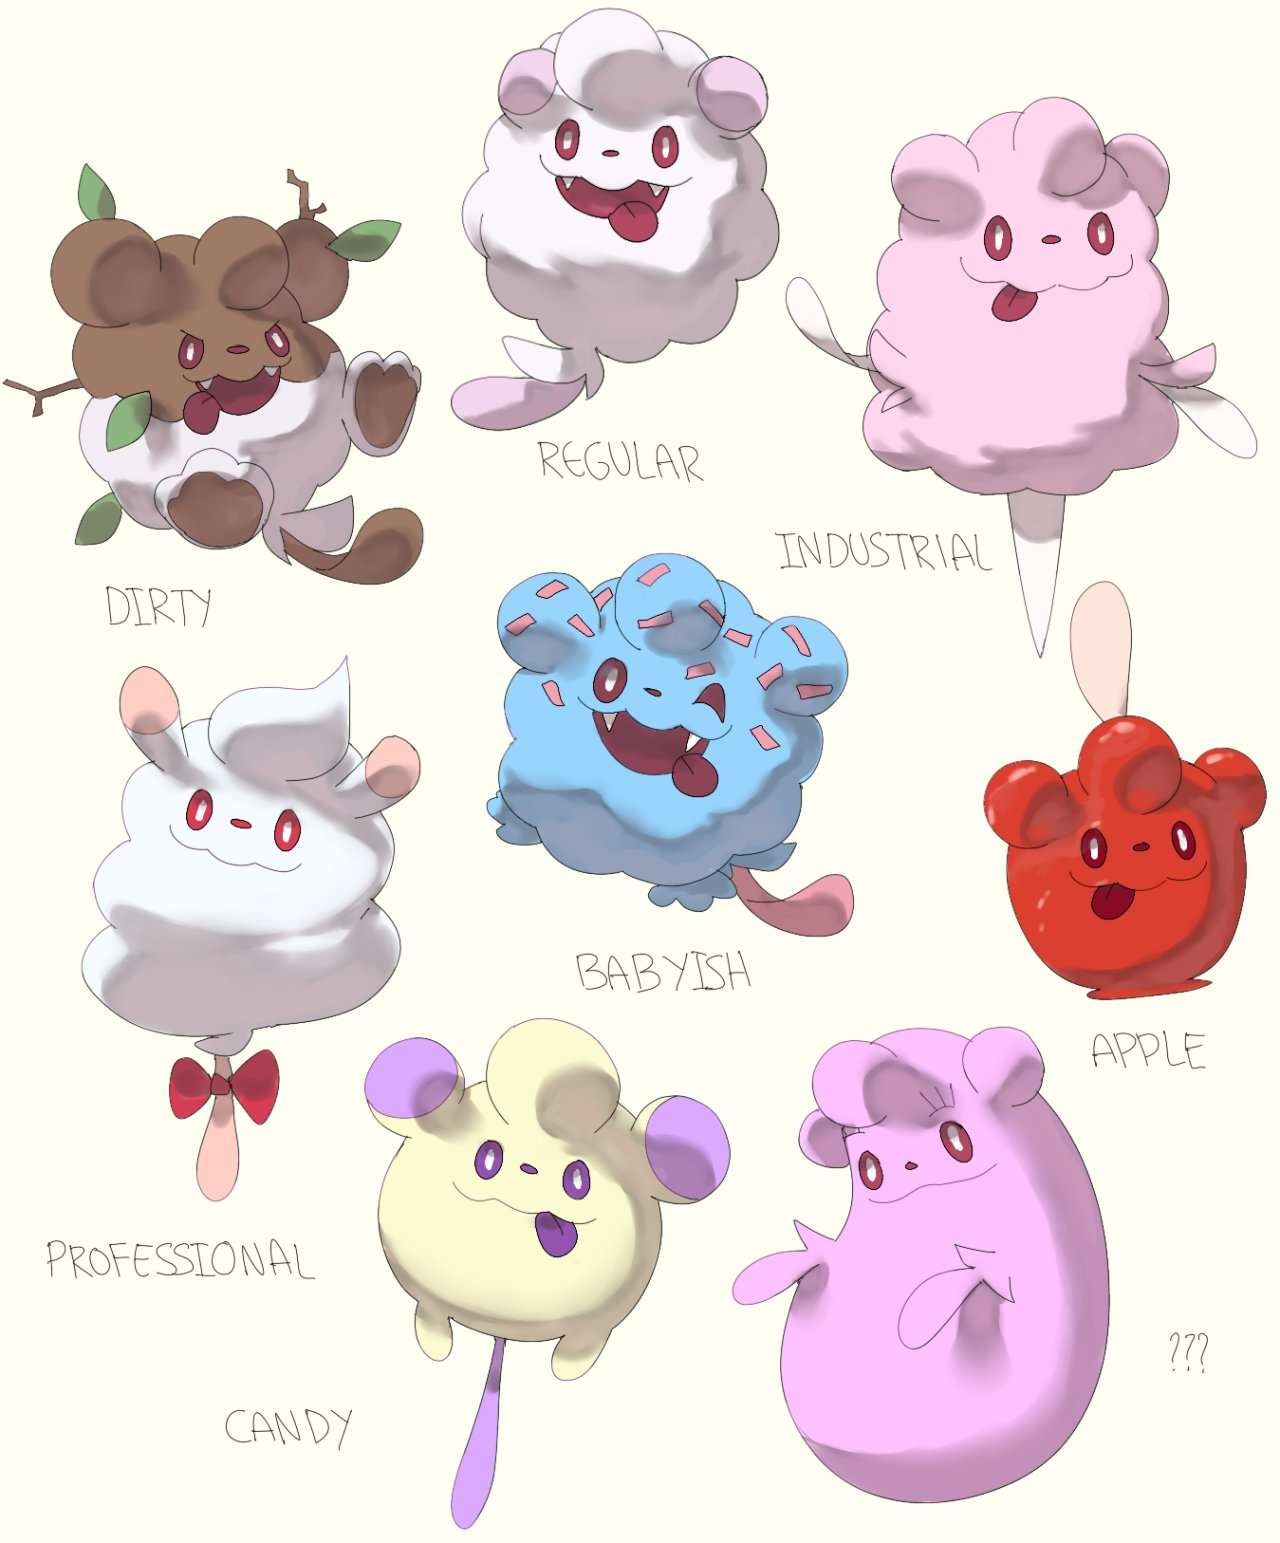 REGULAR
INDUSTRIAL
DIRTY
BABYISH
APPLE
PROFESSIONAL
???
CANDY